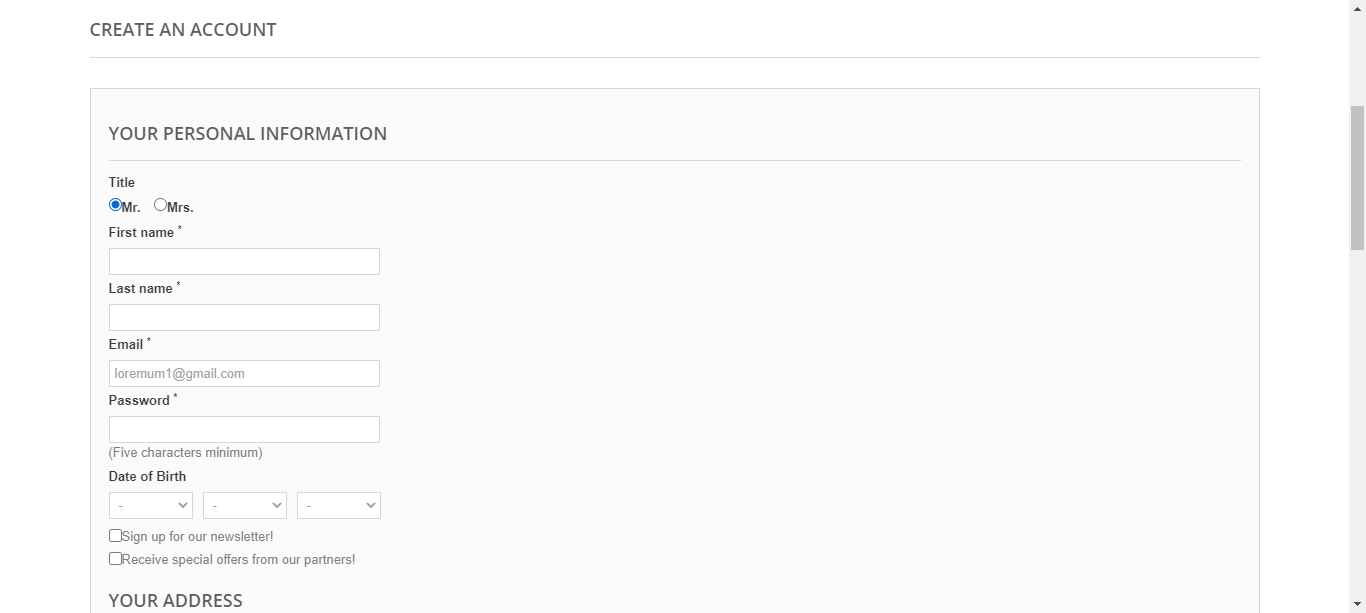 CREATE AN ACCOUNT
YOUR PERSONAL INFORMATION
Title
Mr. Mrs.
First name *
Last name *
Email *
loremum1@gmail.com
Password *
(Five characters minimum)
Date of Birth
- - -
Sign up for our newsletter!
Receive special offers from our partners!
YOUR ADDRESS